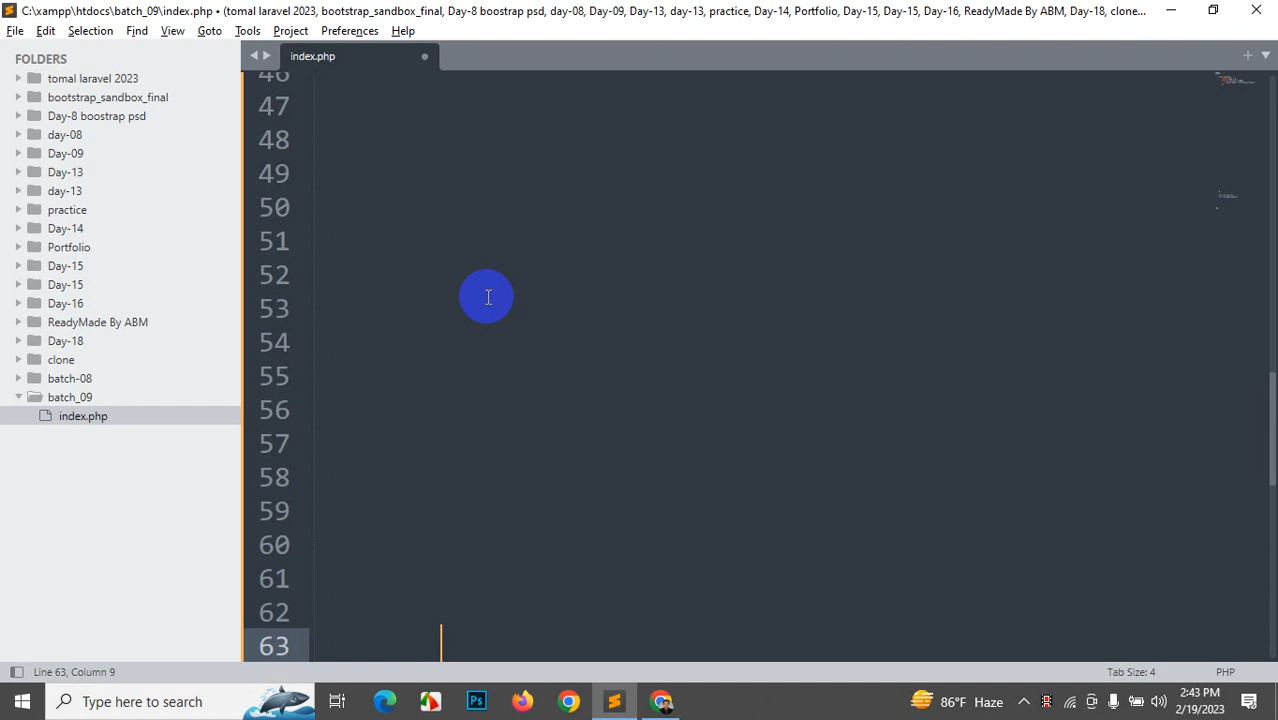 C:\xampp\htdocs\batch_09\index.php • (tomal laravel 2023, bootstrap_sandbox_final, Day-8 boostrap psd, day-08, Day-09, Day-13, day-13, practice, Day-14, Portfolio, Day-15, Day-15, Day-16, ReadyMade By ABM, Day-18, clone...
File Edit Selection Find View Goto Tools Project Preferences Help
FOLDERS
tomal laravel 2023
bootstrap_sandbox_final
Day-8 boostrap psd
day-08
Day-09
Day-13
day-13
practice
Day-14
Portfolio
Day-15
Day-15
Day-16
ReadyMade By ABM
Day-18
clone
batch-08
batch_09
index.php
index.php
46
47
48
49
50
51
52
53
54
55
56
57
58
59
60
61
62
63
Line 63, Column 9
Tab Size: 4
PHP
Type here to search
Ps
86°F Haze
2:43 PM
2/19/2023